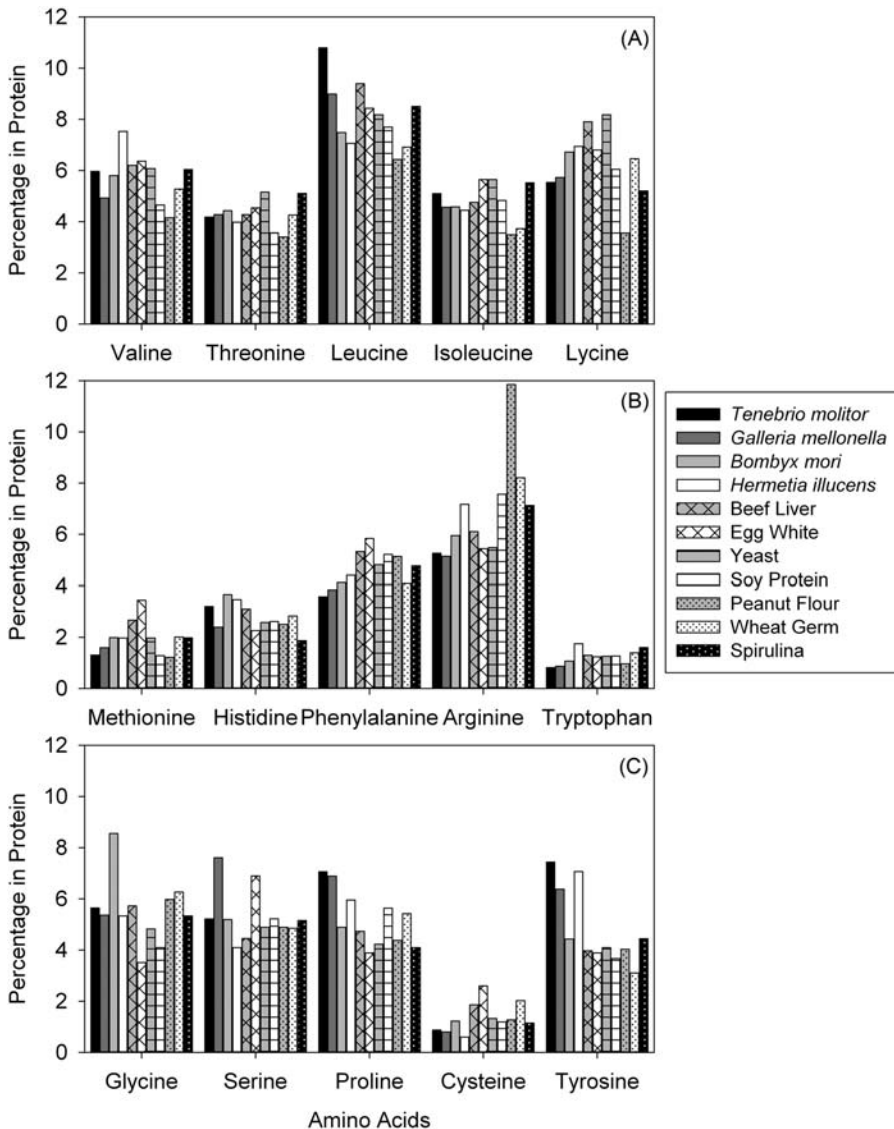 12
10
8
6
4
2
0
Percentage in Protein
(A)
Valine Threonine Leucine Isoleucine Lycine
12
10
8
6
4
2
0
Percentage in Protein
(B)
Methionine Histidine Phenylalanine Arginine Tryptophan
Tenebrio molitor
Galleria mellonella
Bombyx mori
Hermetia illucens
Beef Liver
Egg White
Yeast
Soy Protein
Peanut Flour
Wheat Germ
Spirulina
12
10
8
6
4
2
0
Percentage in Protein
(C)
Glycine Serine Proline Cysteine Tyrosine
Amino Acids